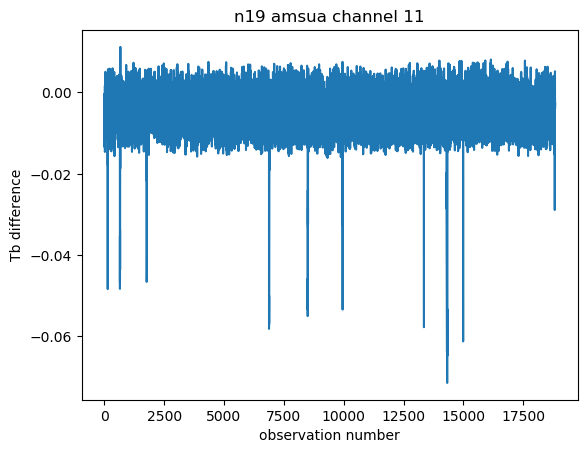 n19 amsua channel 11
0.00
−0.02
−0.04
−0.06
Tb difference
0 2500 5000 7500 10000 12500 15000 17500
observation number